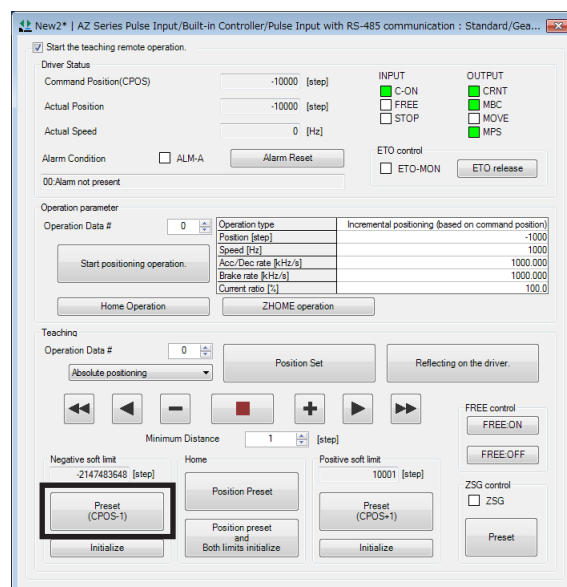 New2* | AZ Series Pulse Input/Built-in Controller/Pulse Input with RS-485 communication : Standard/Gea...
Start the teaching remote operation.
Driver Status
Command Position(CPOS) -10000 [step]
Actual Position -10000 [step]
Actual Speed 0 [Hz]
Alarm Condition ALM-A Alarm Reset
00:Alarm not present
INPUT OUTPUT
C-ON CRNT
FREE MBC
STOP MOVE
MPS
ETO control
ETO-MON ETO release
Operation parameter
Operation Data # 0
Start positioning operation.
Operation type Incremental positioning (based on command position)
Position [step] -1000
Speed [Hz] 1000
Acc/Dec rate [kHz/s] 1000.000
Brake rate [kHz/s] 1000.000
Current ratio [%] 100.0
Home Operation ZHOME operation
Teaching
Operation Data # 0
Absolute positioning
Position Set Reflecting on the driver.
Minimum Distance 1 [step]
Negative soft limit
-2147483648 [step]
Preset
(CPOS-1)
Initialize
Home
Position Preset
Position preset
and
Both limits initialize
Positive soft limit
10001 [step]
Preset
(CPOS+1)
Initialize
FREE control
FREE:ON
FREE:OFF
ZSG control
ZSG
Preset